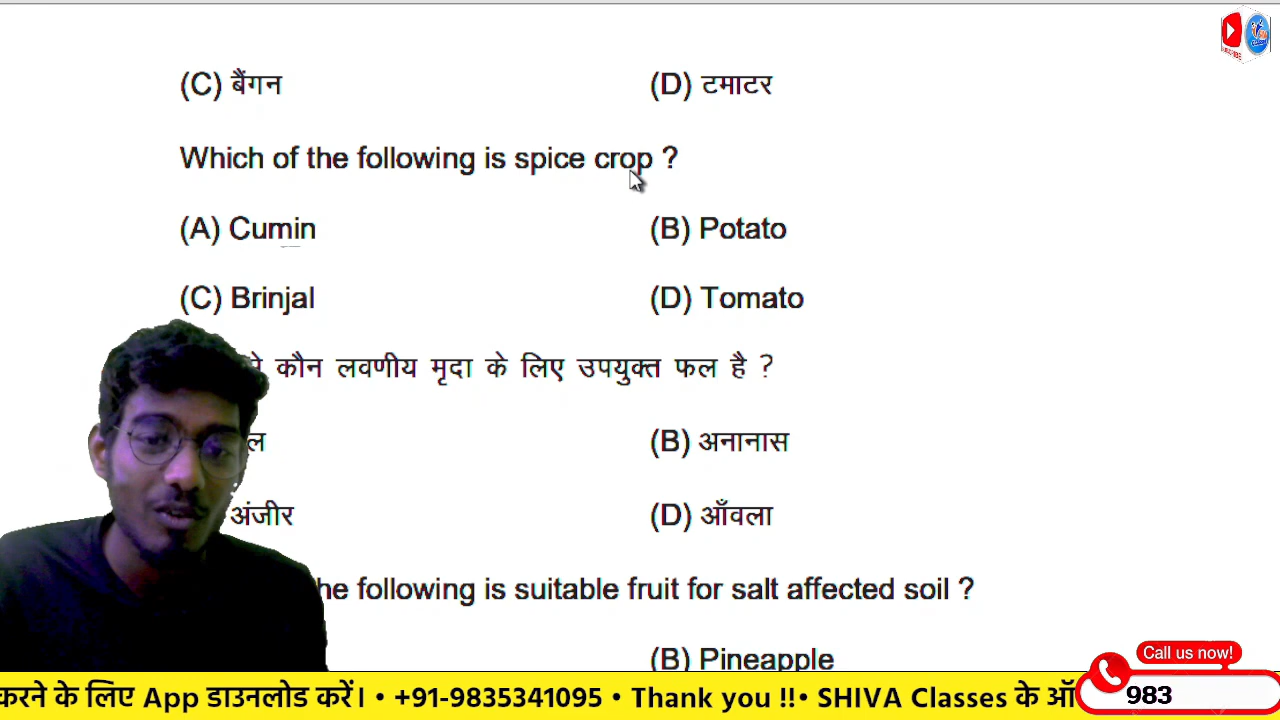 (C) बैंगन (D) टमाटर
Which of the following is spice crop ?
(A) Cumin (B) Potato
(C) Brinjal (D) Tomato
कौन लवणीय मृदा के लिए उपयुक्त फल है ?
(B) अनानास
अंजीर (D) आँवला
following is suitable fruit for salt affected soil ?
(B) Pineapple
Call us now!
करने के लिए App डाउनलोड करें। • +91-9835341095 • Thank you !!• SHIVA Classes के 983